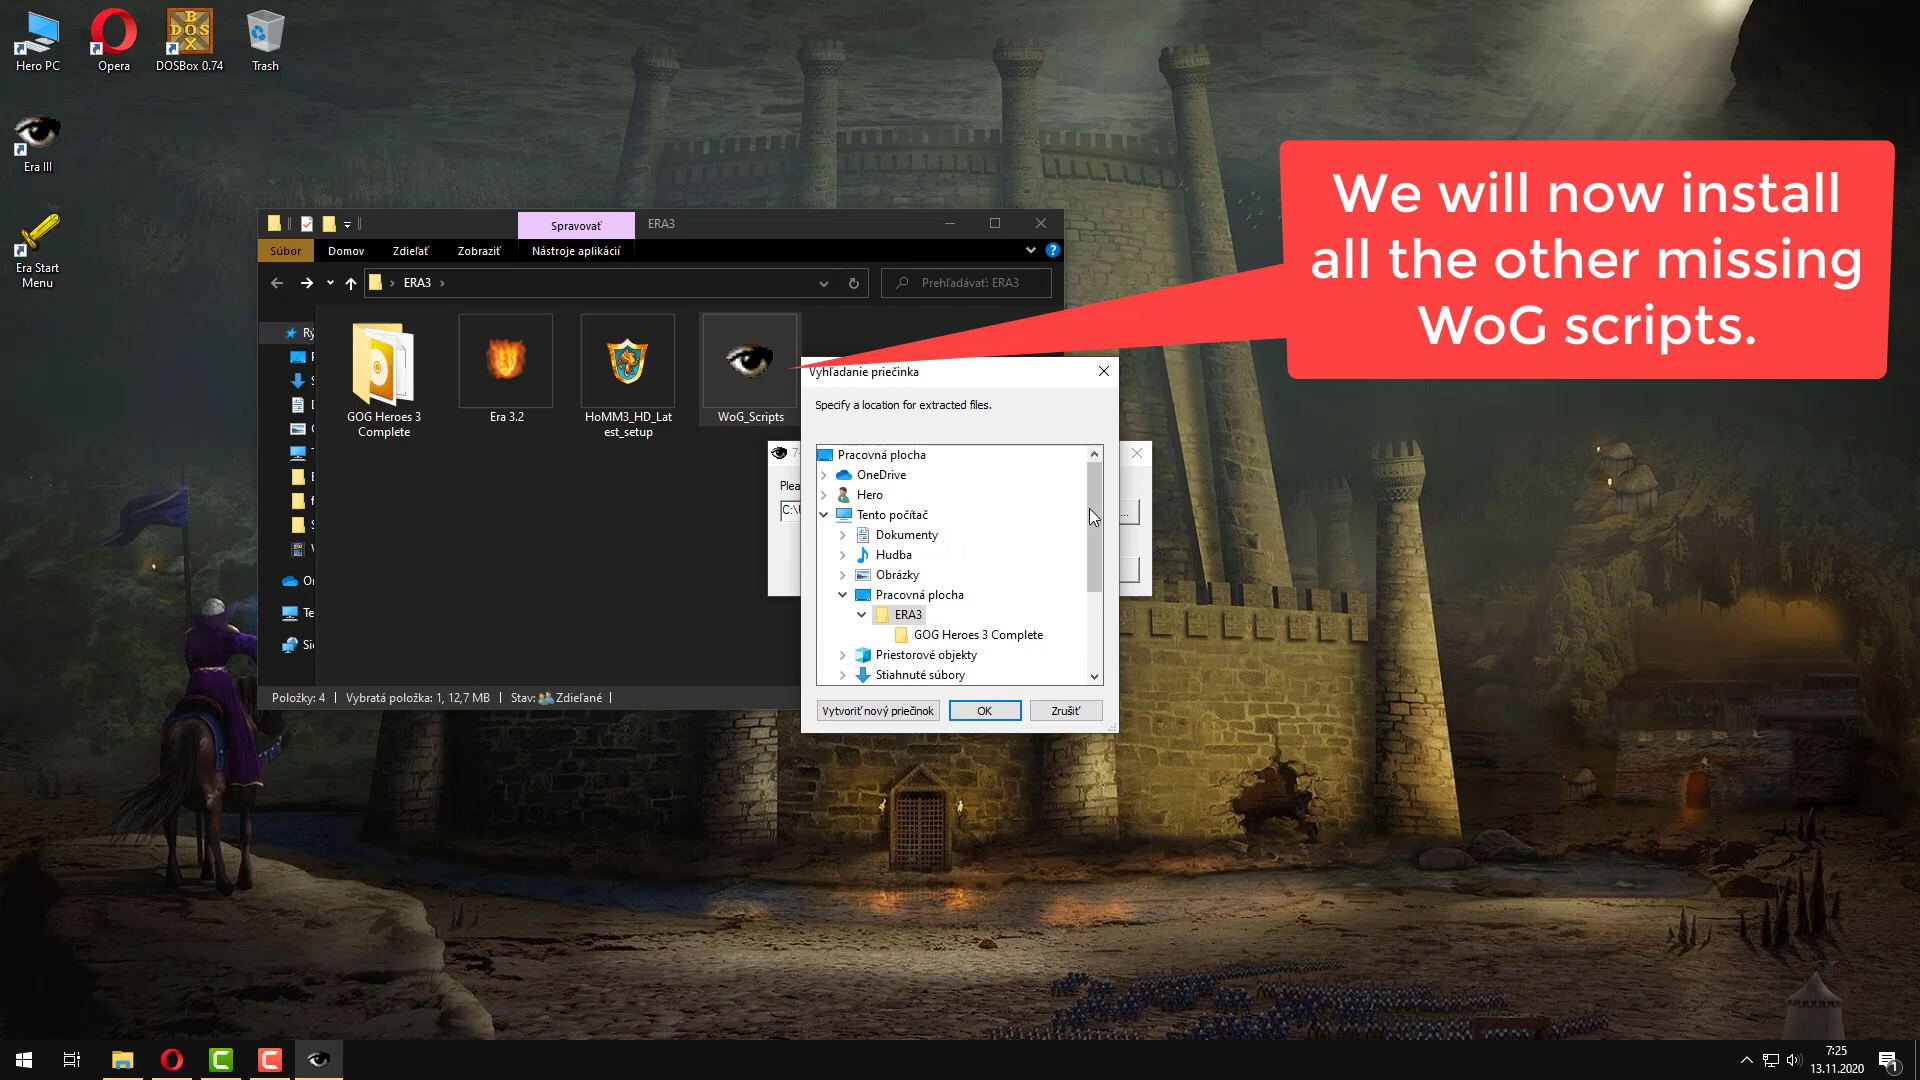 Hero PC
Opera
DOSBox 0.74
Trash
Era III
Era Start
Menu
We will now install
all the other missing
WoG scripts.
Spravovať
ERA3
Súbor
Domov
Zdieľať
Zobraziť
Nástroje aplikácií
ERA3
Prehľadávať: ERA3
GOG Heroes 3
Complete
Era 3.2
HoMM3_HD_Lat
est_setup
WoG_Scripts
Položky: 4
Vybratá položka: 1, 12,7 MB
Stav:
Zdieľané
Vyhľadanie priečinka
Specify a location for extracted files.
Pracovná plocha
OneDrive
Hero
Tento počítač
Dokumenty
Hudba
Obrázky
Pracovná plocha
ERA3
GOG Heroes 3 Complete
Priestorové objekty
Stiahnuté súbory
Vytvoriť nový priečinok
OK
Zrušiť
...
7:25
13.11.2020
1